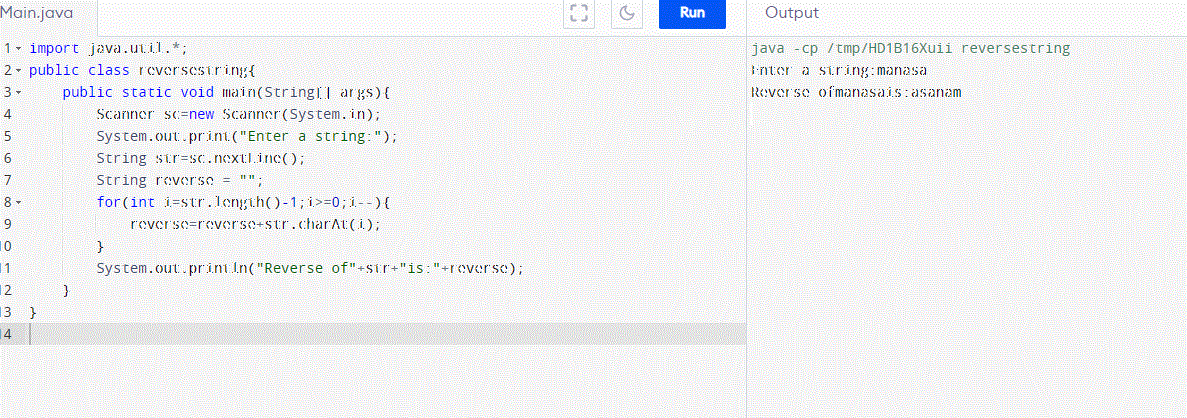 Main.java
Run
Output
1 import java.util.*;
2 public class reversestring{
3     public static void main(String[] args){
4         Scanner sc=new Scanner(System.in);
5         System.out.print("Enter a string:");
6         String str=sc.nextLine();
7         String reverse = "";
8         for(int i=str.length()-1;i>=0;i--){
9             reverse=reverse+str.charAt(i);
10         }
11         System.out.println("Reverse of"+str+"is:"+reverse);
12     }
13 }
14
java -cp /tmp/HD1B16Xuii reversestring
Enter a string:manasa
Reverse ofmanasais:asanam